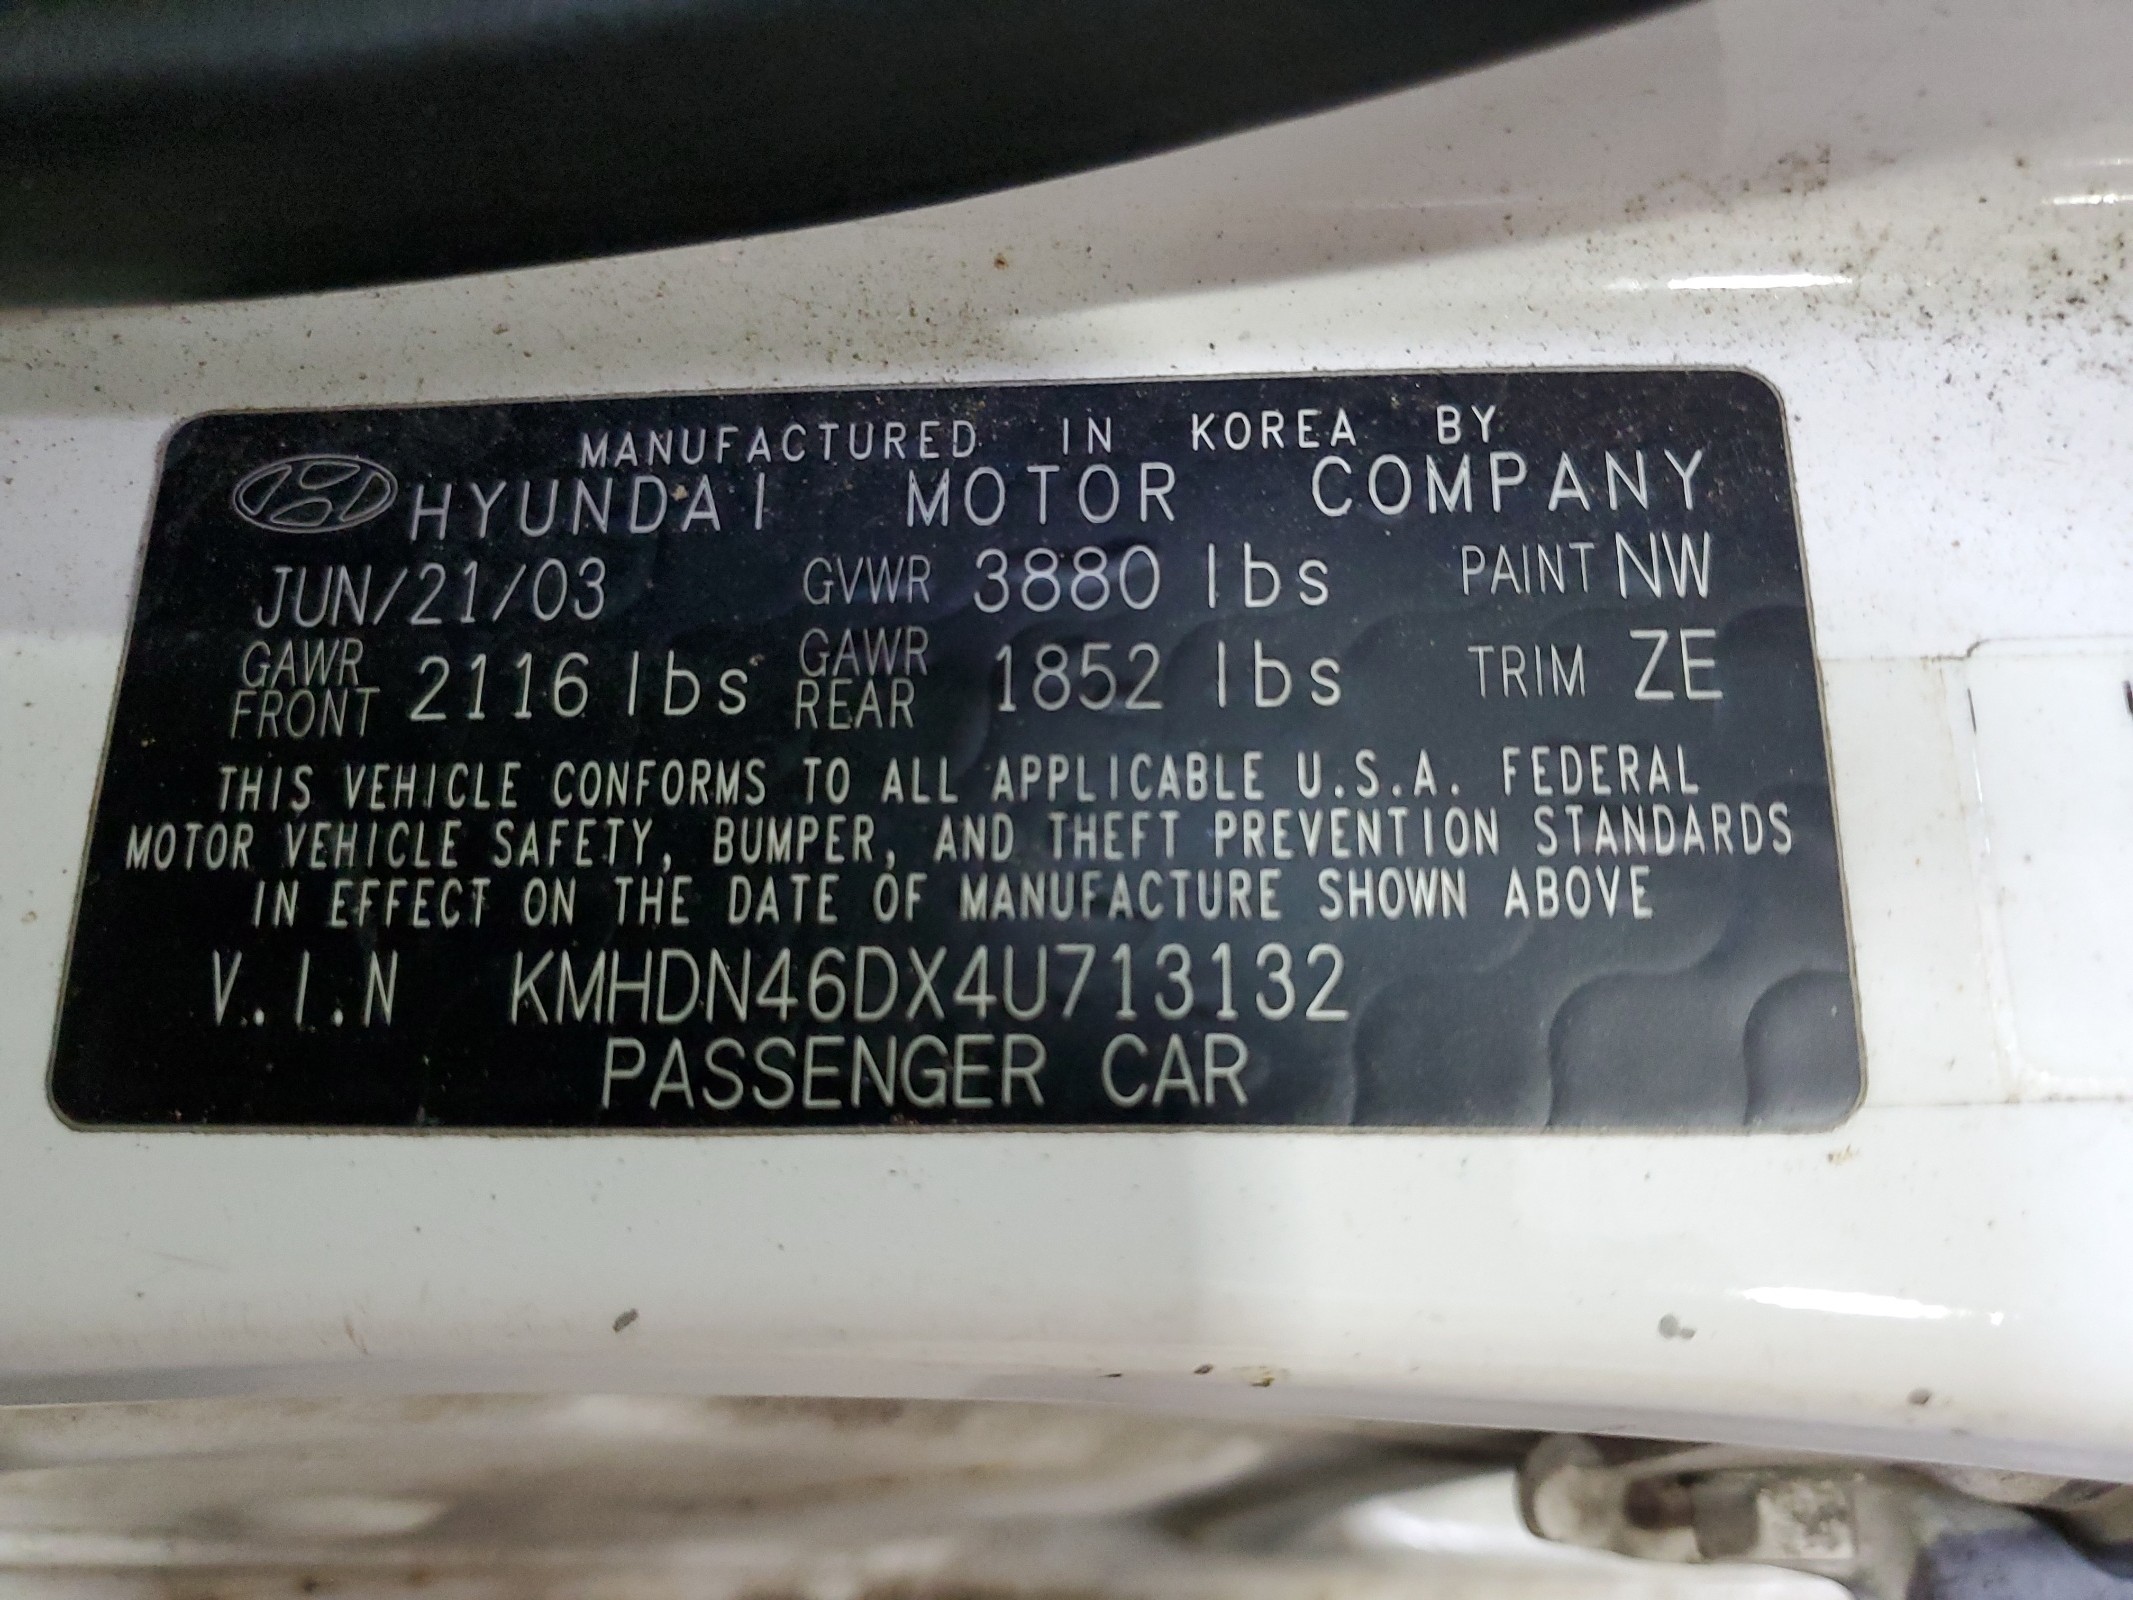 MANUFACTURED IN KOREA BY
HYUNDAI MOTOR COMPANY
JUN/21/03 GVWR 3880 lbs PAINT NW
GAWR FRONT 2116 lbs GAWR REAR 1852 lbs TRIM ZE
THIS VEHICLE CONFORMS TO ALL APPLICABLE U.S.A. FEDERAL
MOTOR VEHICLE SAFETY, BUMPER, AND THEFT PREVENTION STANDARDS
IN EFFECT ON THE DATE OF MANUFACTURE SHOWN ABOVE
V.I.N KMHDN46DX4U713132
PASSENGER CAR